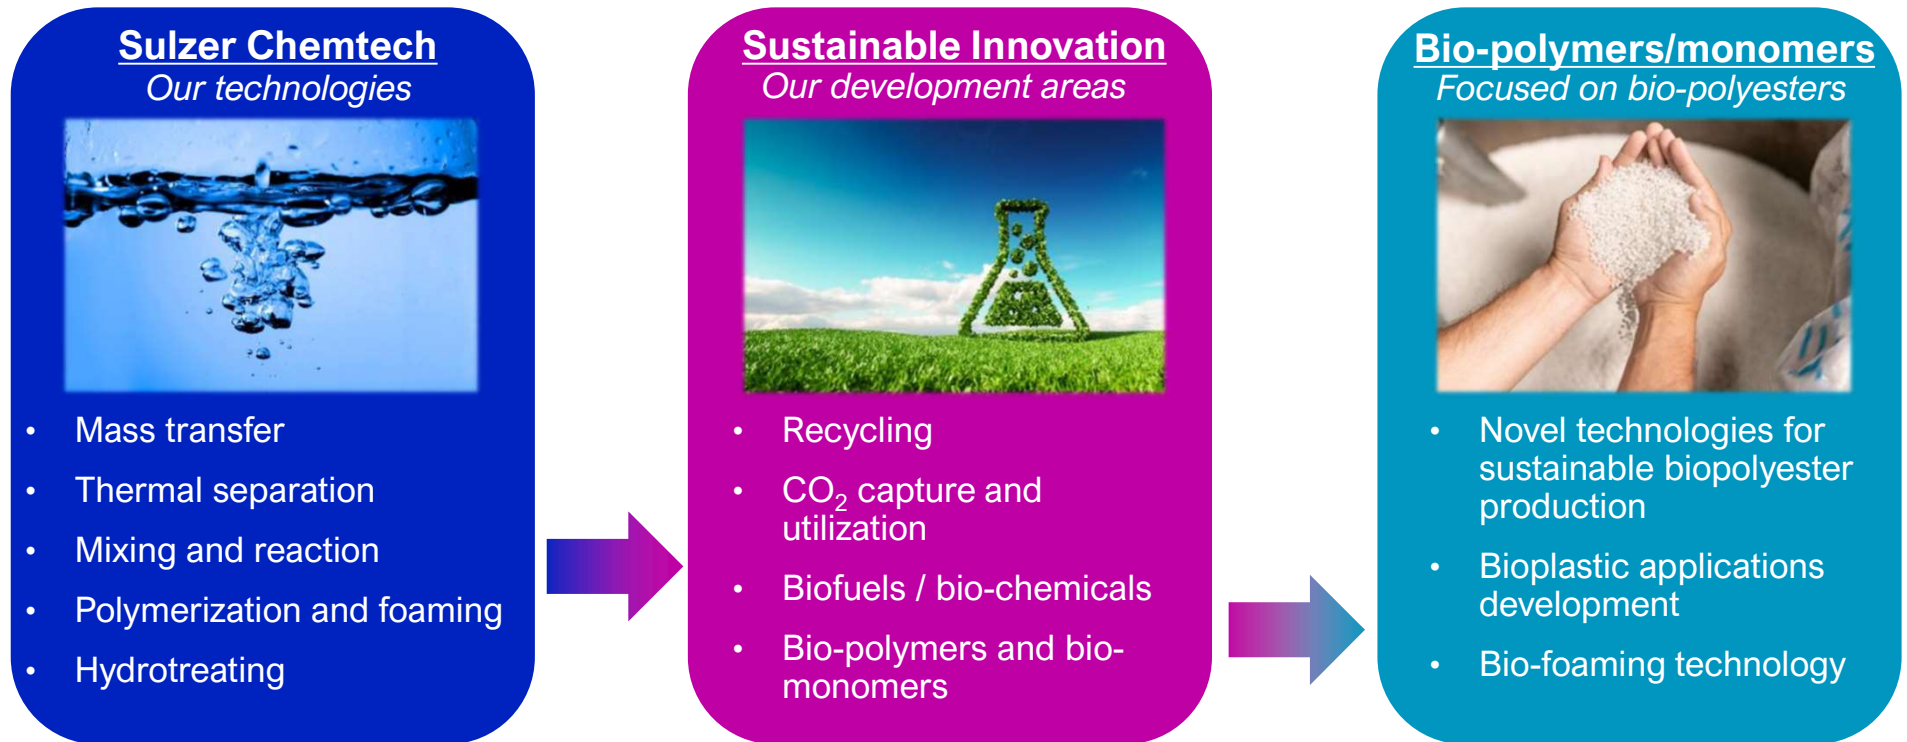 Sulzer Chemtech
Our technologies
• Mass transfer
• Thermal separation
• Mixing and reaction
• Polymerization and foaming
• Hydrotreating
Sustainable Innovation
Our development areas
• Recycling
• CO₂ capture and
utilization
• Biofuels / bio-chemicals
• Bio-polymers and bio-
monomers
Bio-polymers/monomers
Focused on bio-polyesters
• Novel technologies for
sustainable biopolyester
production
• Bioplastic applications
development
• Bio-foaming technology